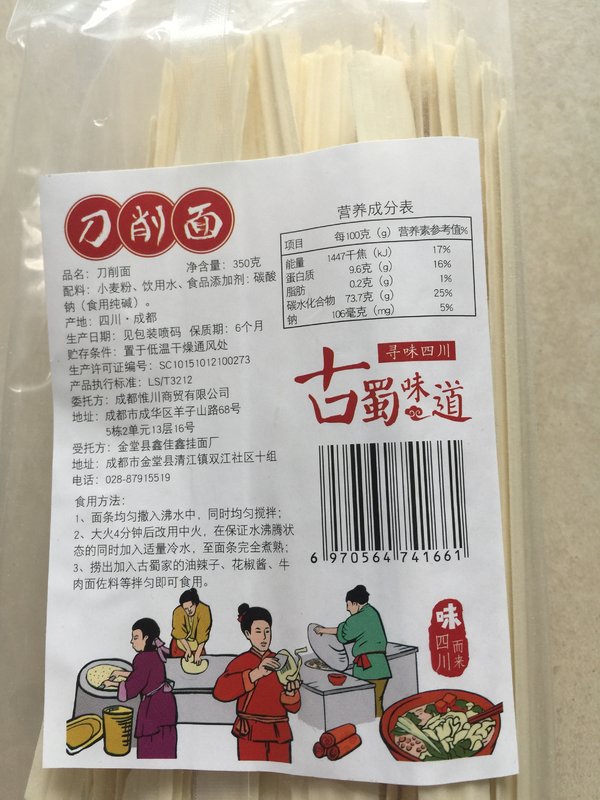 刀削面
品名：刀削面 净含量：350克
配料：小麦粉、饮用水、食品添加剂：碳酸
钠（食用纯碱）。
产地：四川·成都
生产日期：见包装喷码 保质期：6个月
贮存条件：置于低温干燥通风处
生产许可证编号：SC10151012100273
产品执行标准：LS/T3212
委托方：成都惟川商贸有限公司
地址：成都市成华区羊子山路68号
5栋2单元13层16号
受托方：金堂县鑫佳鑫挂面厂
地址：成都市金堂县清江镇双江社区十组
电话：028-87915519
食用方法：
1、面条均匀撒入沸水中，同时均匀搅拌；
2、大火4分钟后改用中火，在保证水沸腾状
态的同时加入适量冷水，至面条完全煮熟；
3、捞出加入古蜀家的油辣子、花椒酱、牛
肉面佐料等拌匀即可食用。
营养成分表
项目 每100克（g） 营养素参考值%
能量 1447千焦（kJ） 17%
蛋白质 9.6克（g） 16%
脂肪 0.2克（g） 1%
碳水化合物 73.7克（g） 25%
钠 106毫克（mg） 5%
寻味四川
古蜀味道
6 970564 741661
味
四川
而来